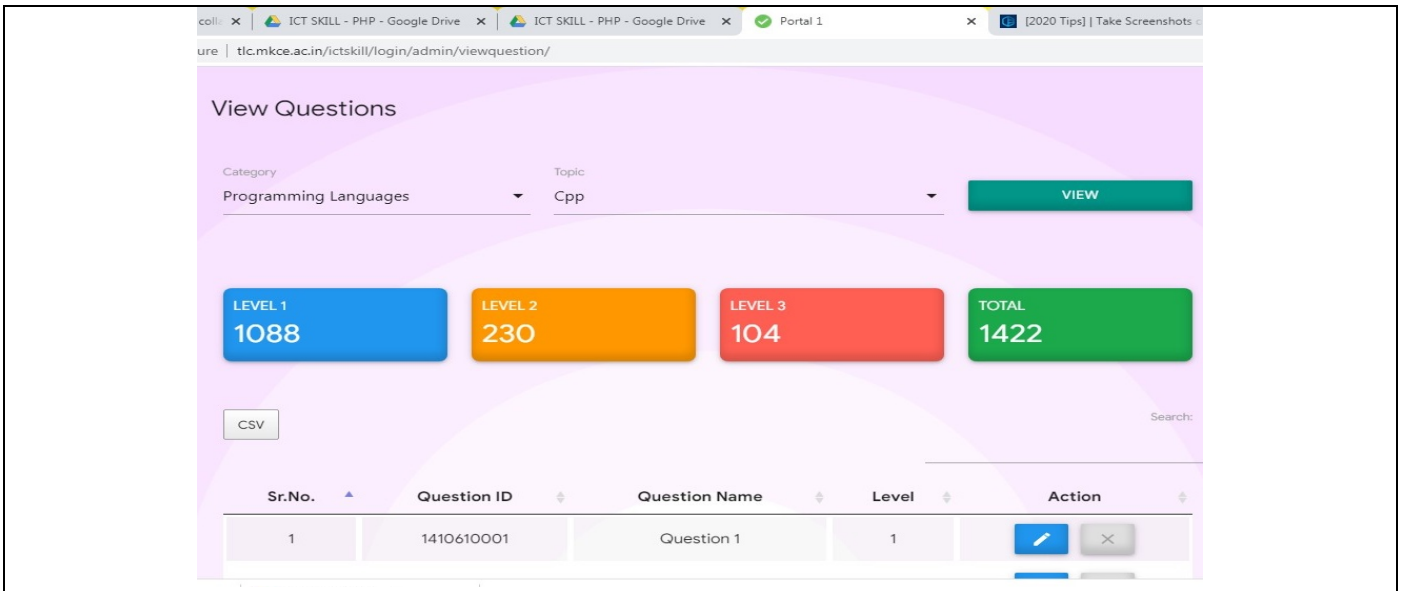 coll ICT SKILL - PHP - Google Drive ICT SKILL - PHP - Google Drive Portal 1 [2020 Tips] | Take Screenshots
ure | tlc.mkce.ac.in/ictskill/login/admin/viewquestion/
View Questions
Category Topic
Programming Languages Cpp VIEW
LEVEL 1 LEVEL 2 LEVEL 3 TOTAL
1088 230 104 1422
CSV Search:
Sr.No. Question ID Question Name Level Action
1 1410610001 Question 1 1